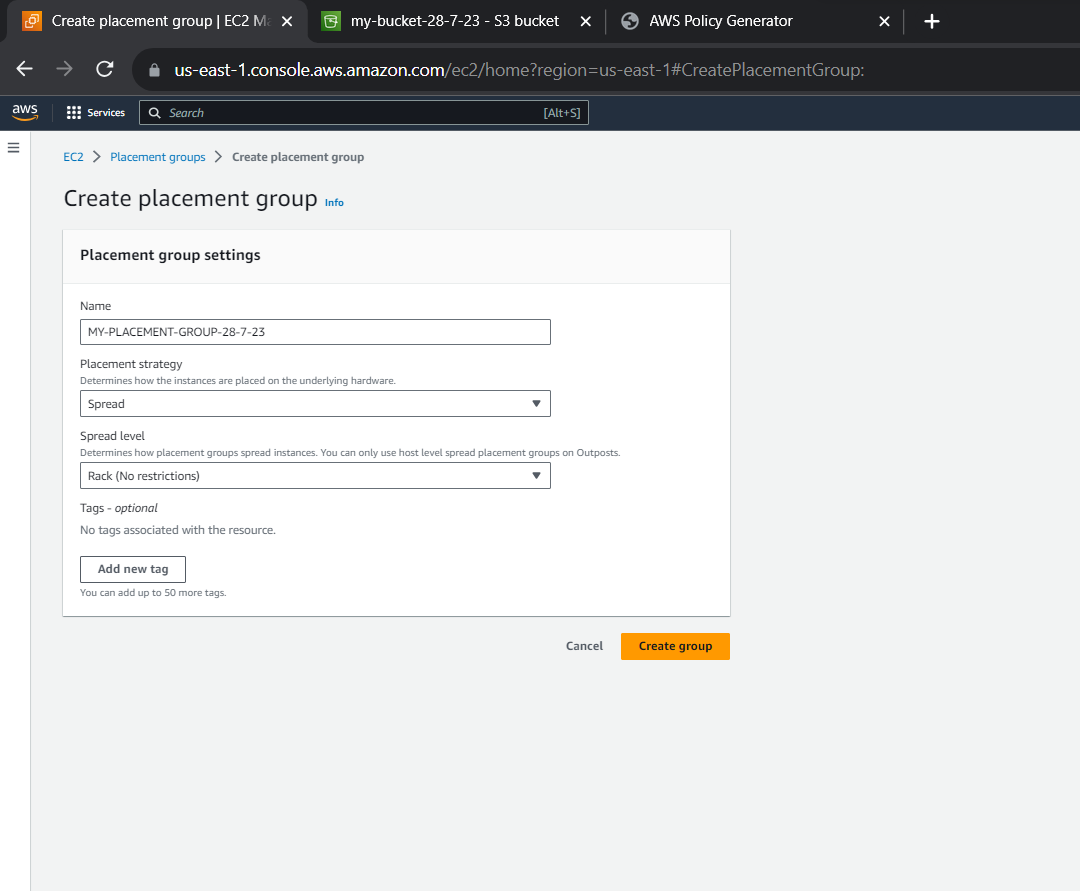 Create placement group | EC2 Ma
my-bucket-28-7-23 - S3 bucket
AWS Policy Generator
us-east-1.console.aws.amazon.com/ec2/home?region=us-east-1#CreatePlacementGroup:
aws
Services
Search
[Alt+S]
EC2 > Placement groups > Create placement group
Create placement group Info
Placement group settings
Name
MY-PLACEMENT-GROUP-28-7-23
Placement strategy
Determines how the instances are placed on the underlying hardware.
Spread
Spread level
Determines how placement groups spread instances. You can only use host level spread placement groups on Outposts.
Rack (No restrictions)
Tags - optional
No tags associated with the resource.
Add new tag
You can add up to 50 more tags.
Cancel
Create group